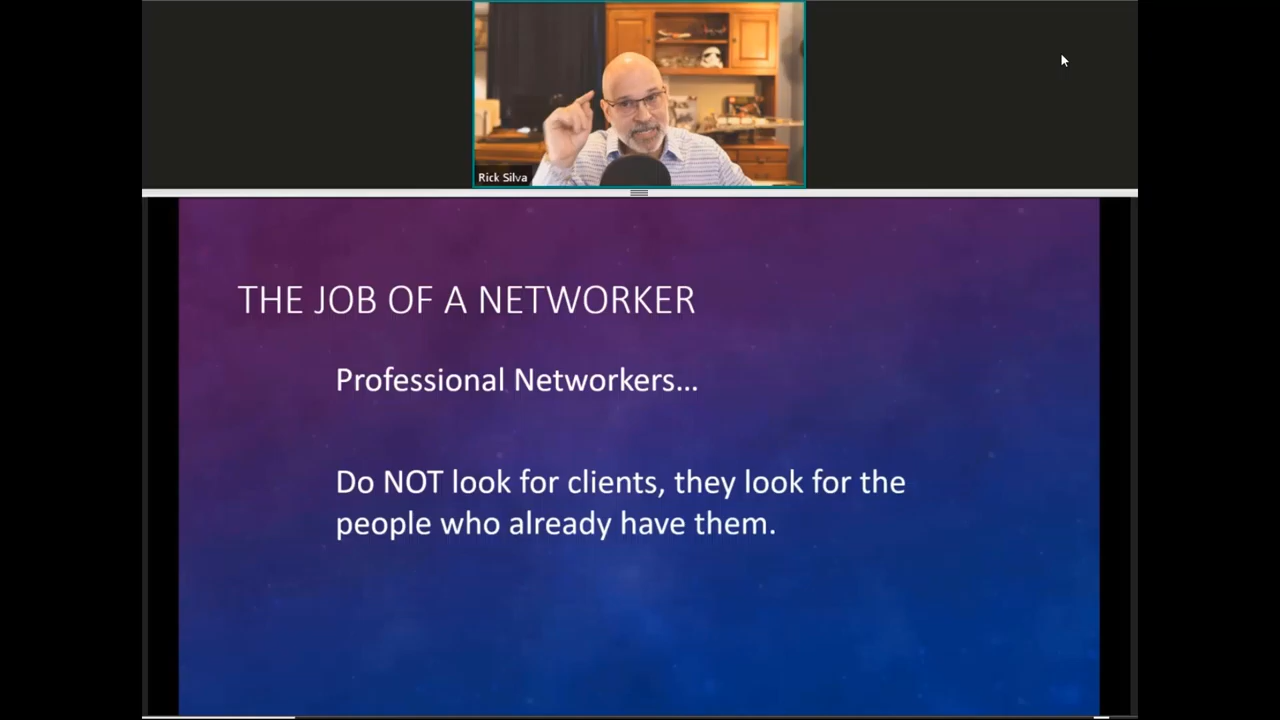 Rick Silva
THE JOB OF A NETWORKER
Professional Networkers...
Do NOT look for clients, they look for the
people who already have them.